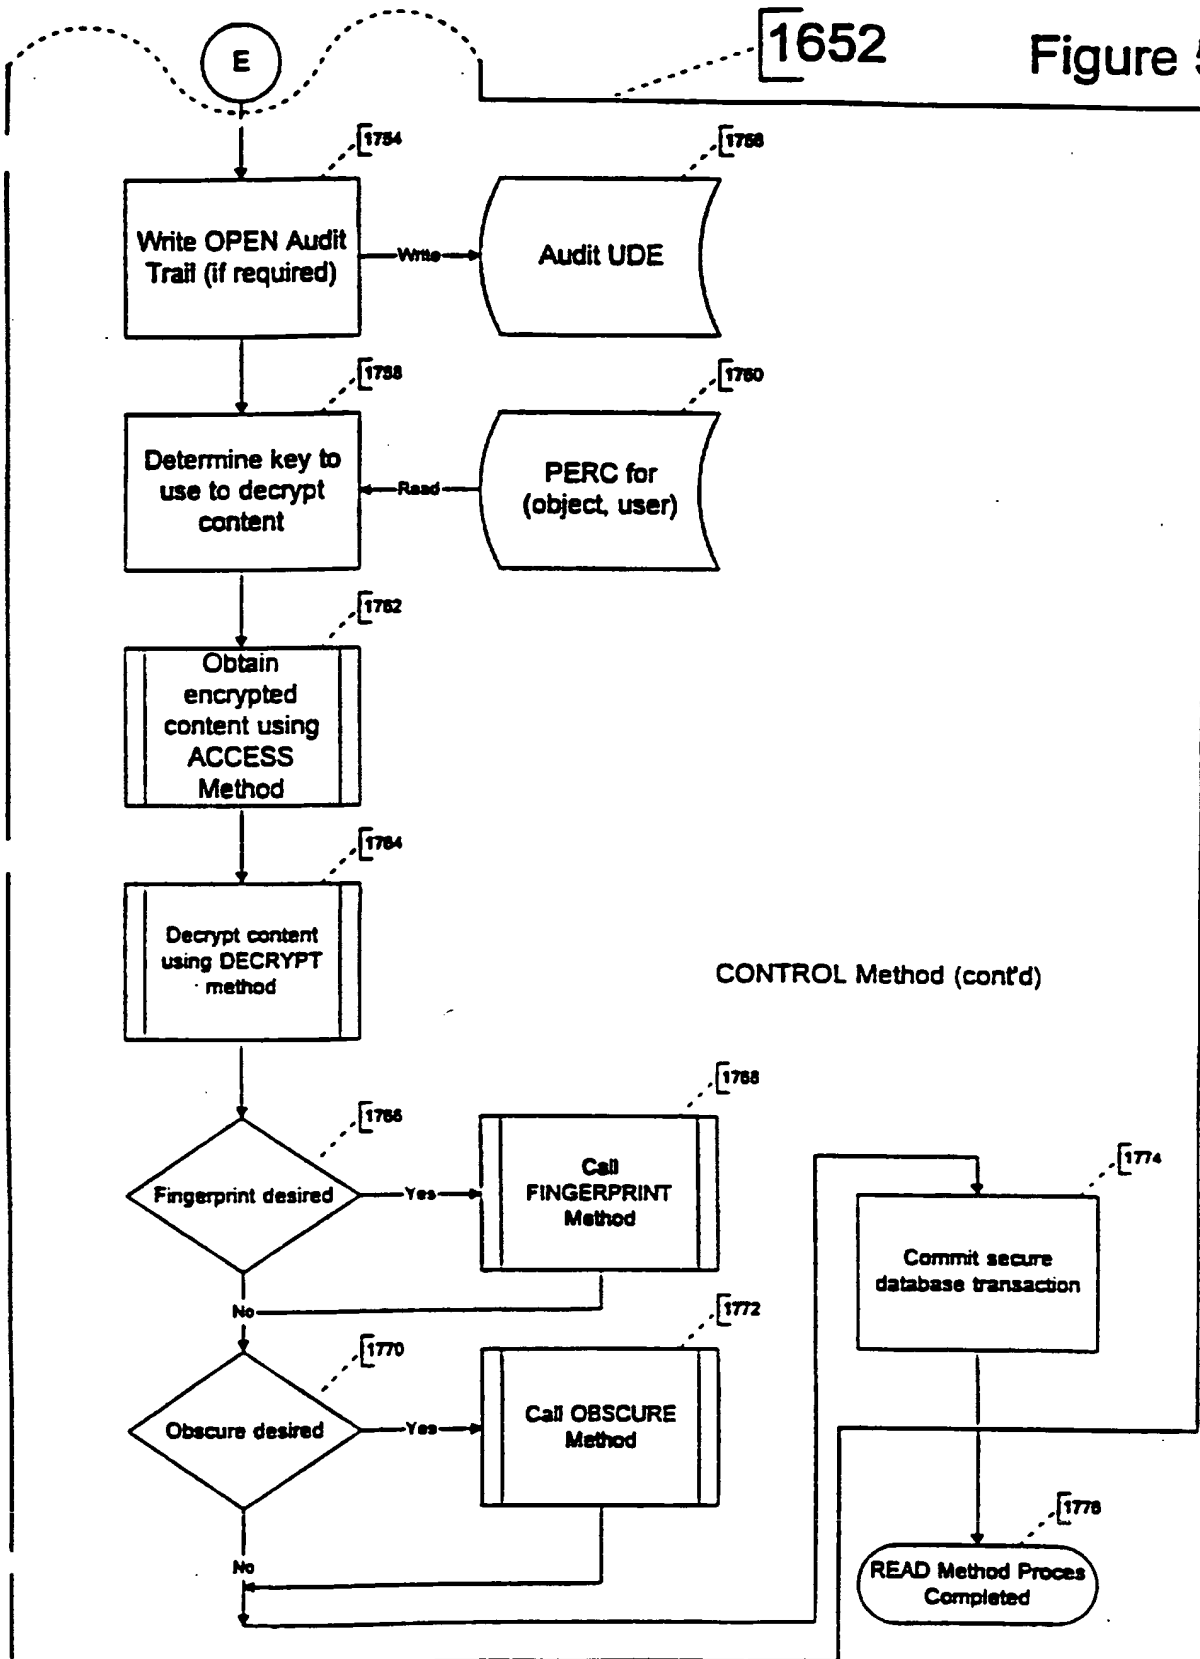 E
1652
Figure 5
1754
Write OPEN Audit
Trail (if required)
Write
1756
Audit UDE
1758
Determine key to
use to decrypt
content
Read
1760
PERC for
(object, user)
1762
Obtain
encrypted
content using
ACCESS
Method
1764
Decrypt content
using DECRYPT
method
CONTROL Method (cont'd)
1766
Fingerprint desired
Yes
1768
Call
FINGERPRINT
Method
No
1770
Obscure desired
Yes
1772
Call OBSCURE
Method
No
1774
Commit secure
database transaction
1776
READ Method Proces
Completed